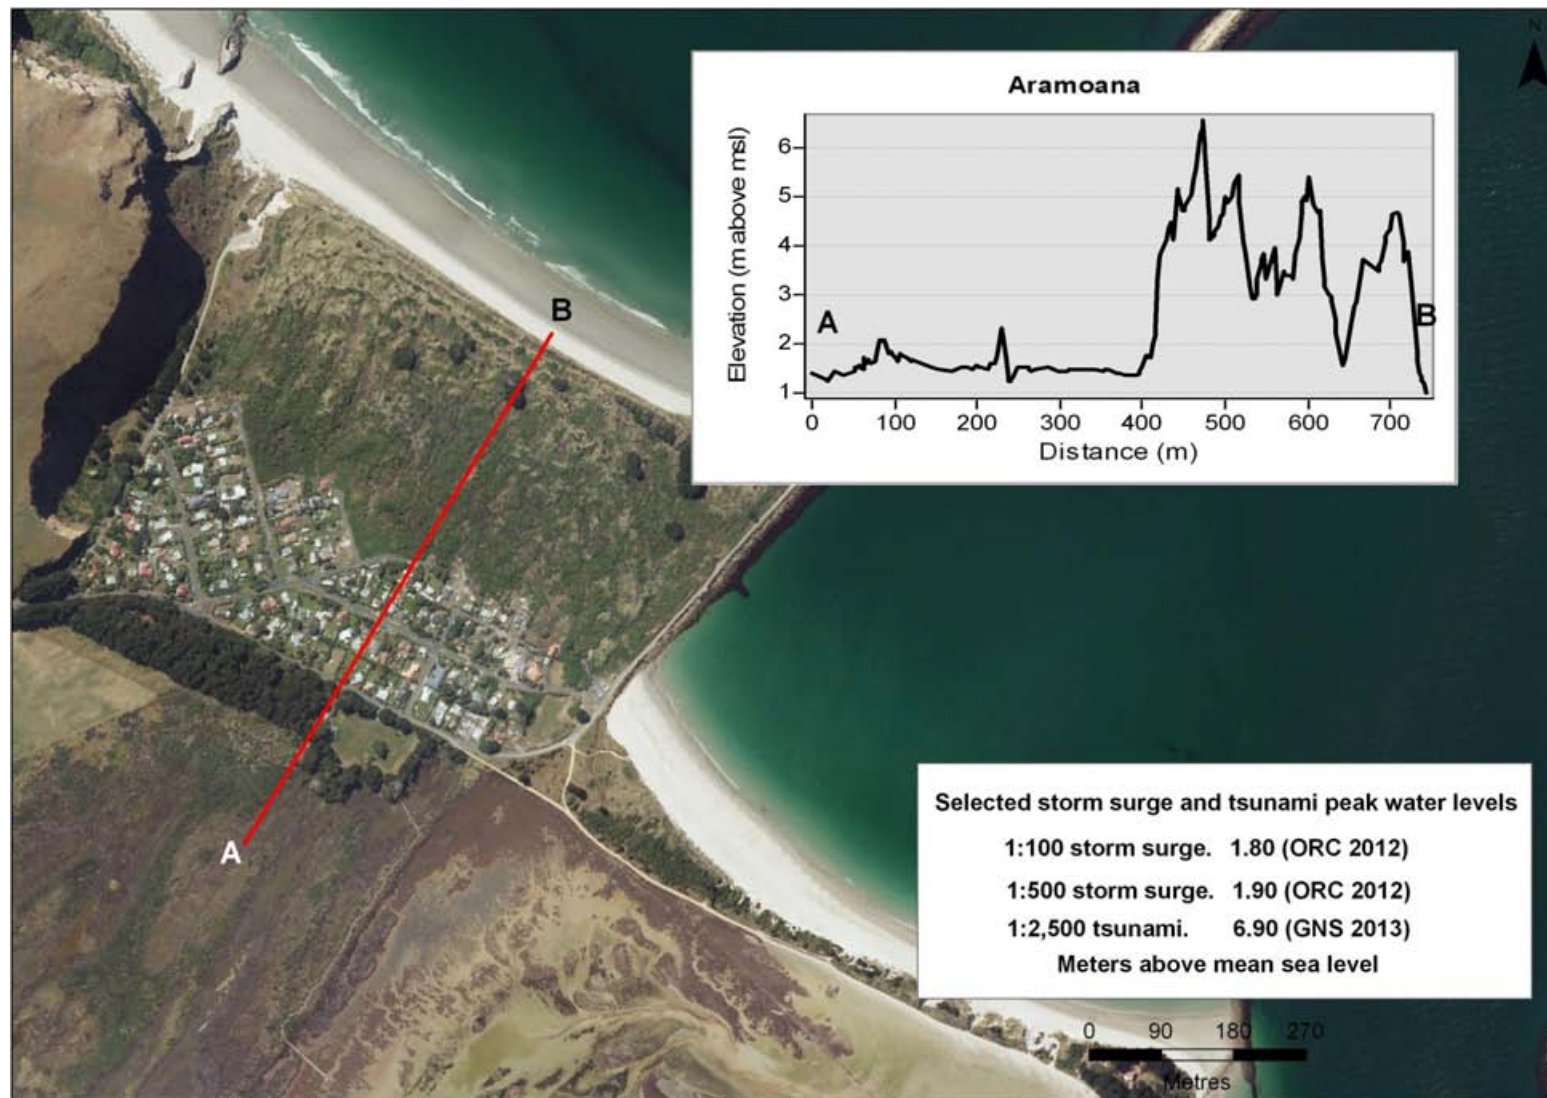 N
Aramoana
Elevation (m above msl)
6
5
4
3
2
1
A
B
0 100 200 300 400 500 600 700
Distance (m)
B
A
Selected storm surge and tsunami peak water levels
1:100 storm surge. 1.80 (ORC 2012)
1:500 storm surge. 1.90 (ORC 2012)
1:2,500 tsunami. 6.90 (GNS 2013)
Meters above mean sea level
0 90 180 270
Metres